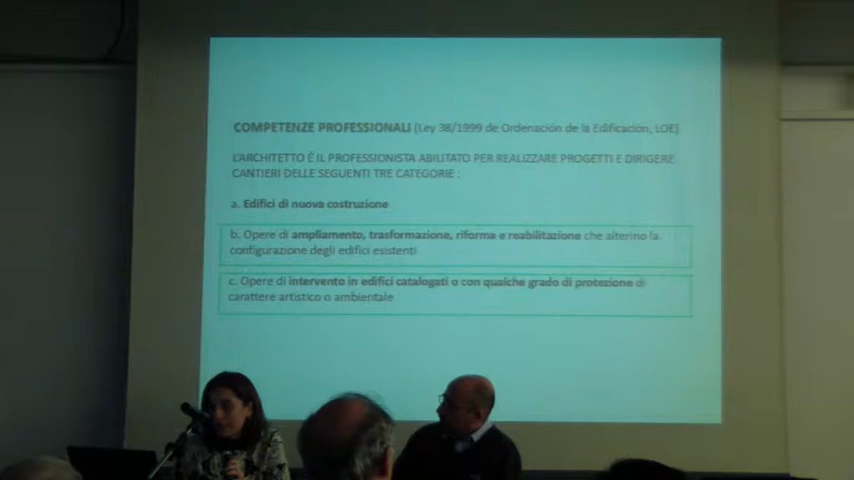 COMPETENZE PROFESSIONALI (Ley 38/1999 de Ordenación de la Edificación, LOE)
L'ARCHITETTO È IL PROFESSIONISTA ABILITATO PER REALIZZARE PROGETTI E DIRIGERE
CANTIERI DELLE SEGUENTI TRE CATEGORIE :
a. Edifici di nuova costruzione
b. Opere di ampliamento, trasformazione, riforma e reabilitazione che alterino la
configurazione degli edifici esistenti
c. Opere di intervento in edifici catalogati o con qualche grado di protezione di
carattere artistico o ambientale